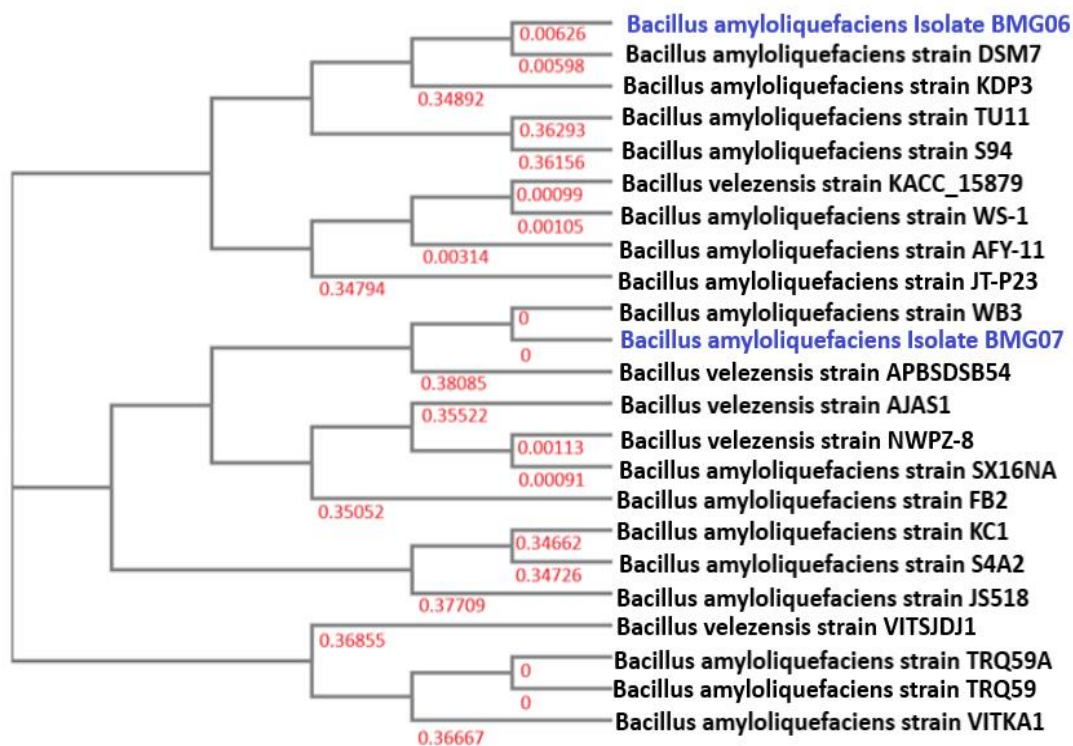 Bacillus amyloliquefaciens Isolate BMG06
0.00626
Bacillus amyloliquefaciens strain DSM7
0.00598
Bacillus amyloliquefaciens strain KDP3
0.34892
Bacillus amyloliquefaciens strain TU11
0.36293
Bacillus amyloliquefaciens strain S94
0.36156
Bacillus velezensis strain KACC_15879
0.00099
Bacillus amyloliquefaciens strain WS-1
0.00105
Bacillus amyloliquefaciens strain AFY-11
0.00314
Bacillus amyloliquefaciens strain JT-P23
0.34794
Bacillus amyloliquefaciens strain WB3
0
Bacillus amyloliquefaciens Isolate BMG07
0
Bacillus velezensis strain APBSDSB54
0.38085
Bacillus velezensis strain AJAS1
0.35522
Bacillus velezensis strain NWPZ-8
0.00113
Bacillus amyloliquefaciens strain SX16NA
0.00091
Bacillus amyloliquefaciens strain FB2
0.35052
Bacillus amyloliquefaciens strain KC1
0.34662
Bacillus amyloliquefaciens strain S4A2
0.34726
Bacillus amyloliquefaciens strain JS518
0.37709
Bacillus velezensis strain VITSJDJ1
0.36855
Bacillus amyloliquefaciens strain TRQ59A
0
Bacillus amyloliquefaciens strain TRQ59
0
Bacillus amyloliquefaciens strain VITKA1
0.36667